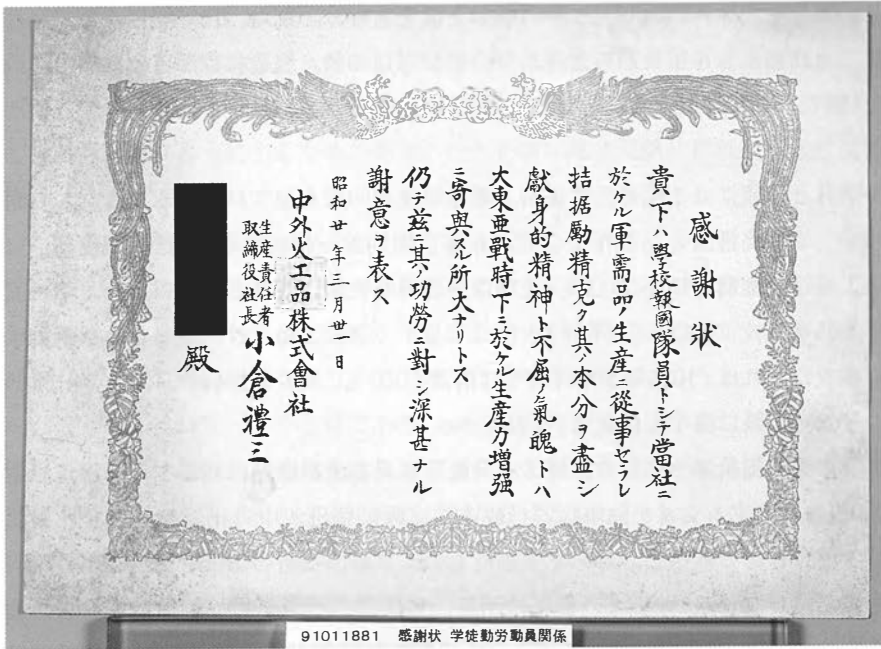 感謝状
貴下ハ學校報國隊員トシテ當社ニ
於ケル軍需品ノ生産ニ從事セラレ
拮据勵精克ク其ノ本分ヲ盡シ
獻身的精神ト不屈ノ氣魄トハ
大東亜戰時下ニ於ケル生産力増强
ニ寄與スル所大ナリトス
仍テ茲其ノ功勞ニ對シ深甚ナル
謝意ヲ表ス
昭和廿年三月廿一日
中外火工品株式會社
生産責任者
取締役社長 小倉禮三
殿
91011881 感謝状 学徒勤労動員関係